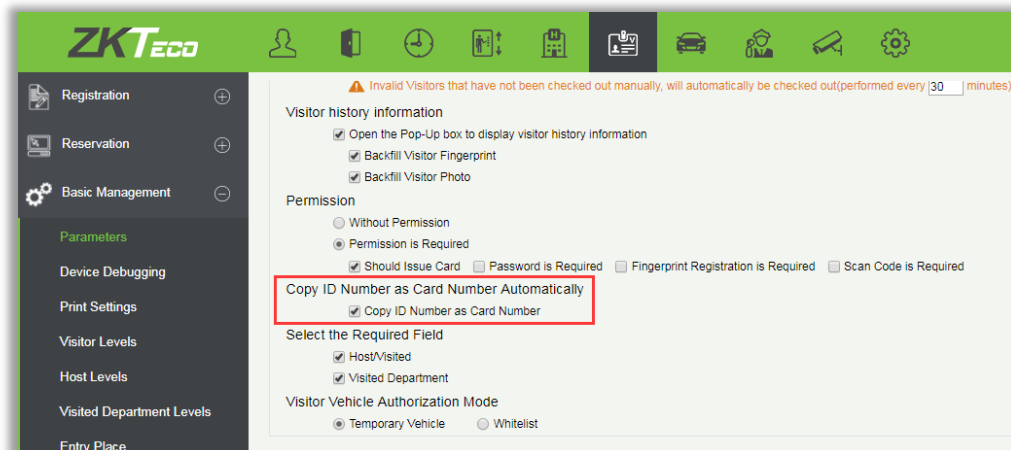 ZKTECO
Registration
Reservation
Basic Management
Parameters
Device Debugging
Print Settings
Visitor Levels
Host Levels
Visited Department Levels
Entry Place
Invalid Visitors that have not been checked out manually, will automatically be checked out(performed every 30 minutes)
Visitor history information
Open the Pop-Up box to display visitor history information
Backfill Visitor Fingerprint
Backfill Visitor Photo
Permission
Without Permission
Permission is Required
Should Issue Card Password is Required Fingerprint Registration is Required Scan Code is Required
Copy ID Number as Card Number Automatically
Copy ID Number as Card Number
Select the Required Field
Host/Visited
Visited Department
Visitor Vehicle Authorization Mode
Temporary Vehicle Whitelist